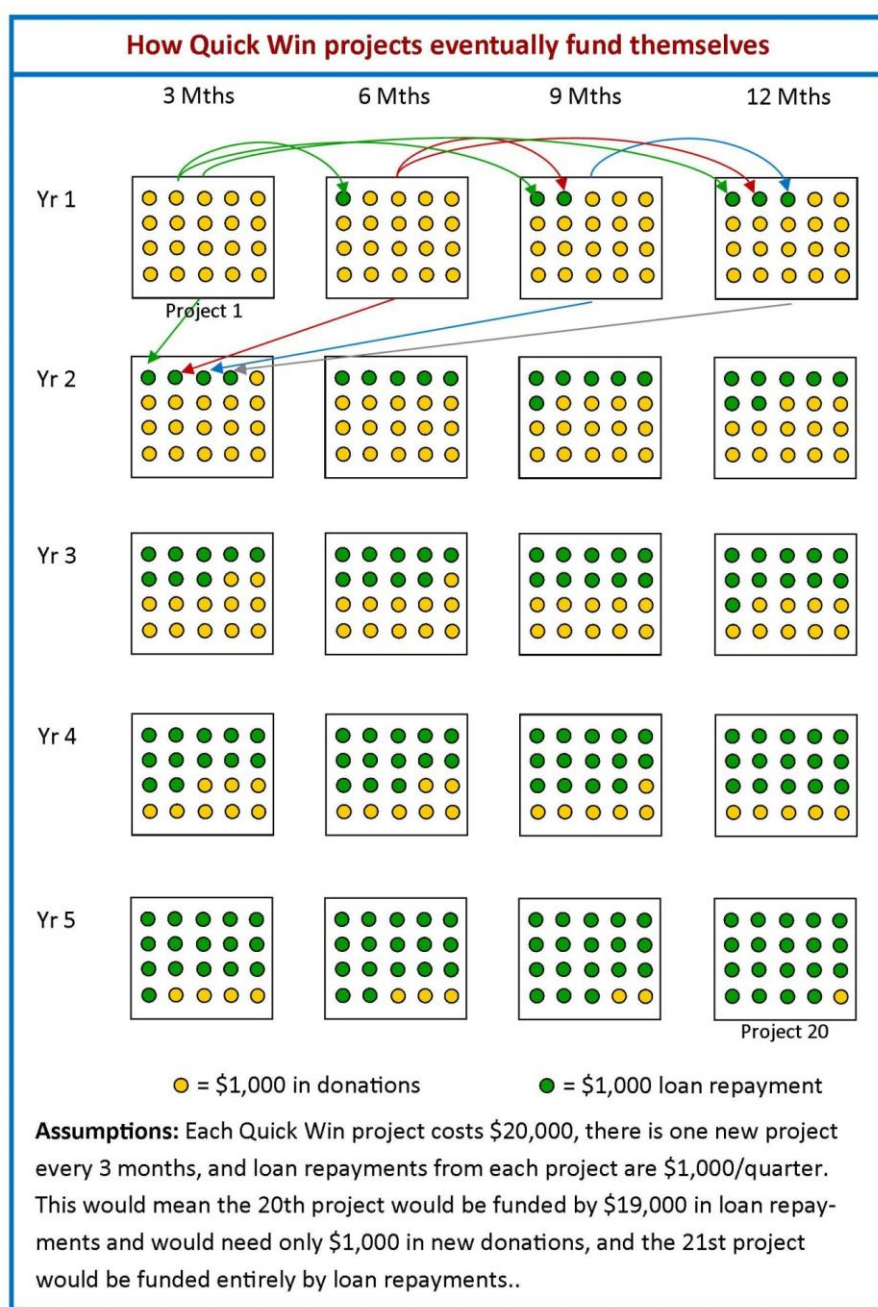 How Quick Win projects eventually fund themselves
3 Mths 6 Mths 9 Mths 12 Mths
Yr 1
Project 1
Yr 2
Yr 3
Yr 4
Yr 5
Project 20
= $1,000 in donations = $1,000 loan repayment
Assumptions: Each Quick Win project costs $20,000, there is one new project
every 3 months, and loan repayments from each project are $1,000/quarter.
This would mean the 20th project would be funded by $19,000 in loan repay-
ments and would need only $1,000 in new donations, and the 21st project
would be funded entirely by loan repayments..